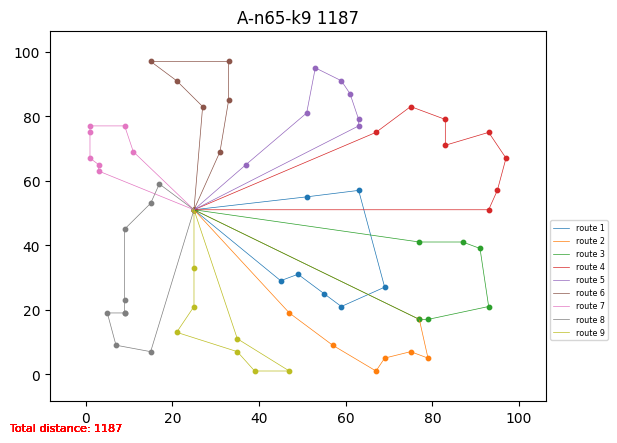 A-n65-k9 1187
100
80
60
40
20
0
0 20 40 60 80 100
route 1
route 2
route 3
route 4
route 5
route 6
route 7
route 8
route 9
Total distance: 1187